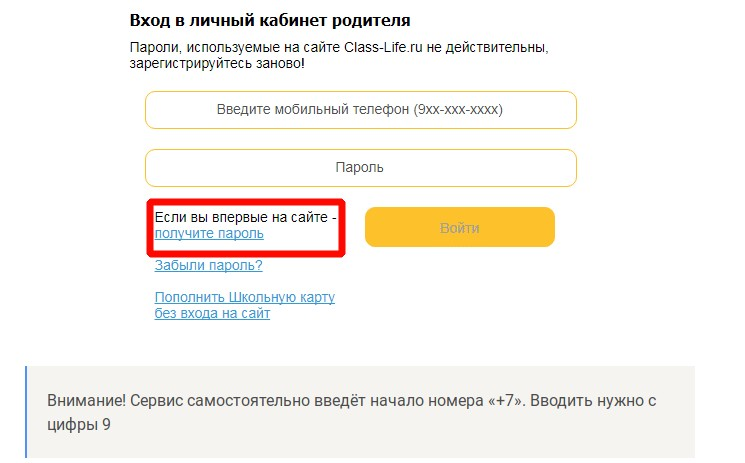 Вход в личный кабинет родителя
Пароли, используемые на сайте Class-Life.ru не действительны,
зарегистрируйтесь заново!
Введите мобильный телефон (9xx-xxx-xxxx)
Пароль
Если вы впервые на сайте -
получите пароль
Войти
Забыли пароль?
Пополнить Школьную карту
без входа на сайт
Внимание! Сервис самостоятельно введёт начало номера «+7». Вводить нужно с
цифры 9